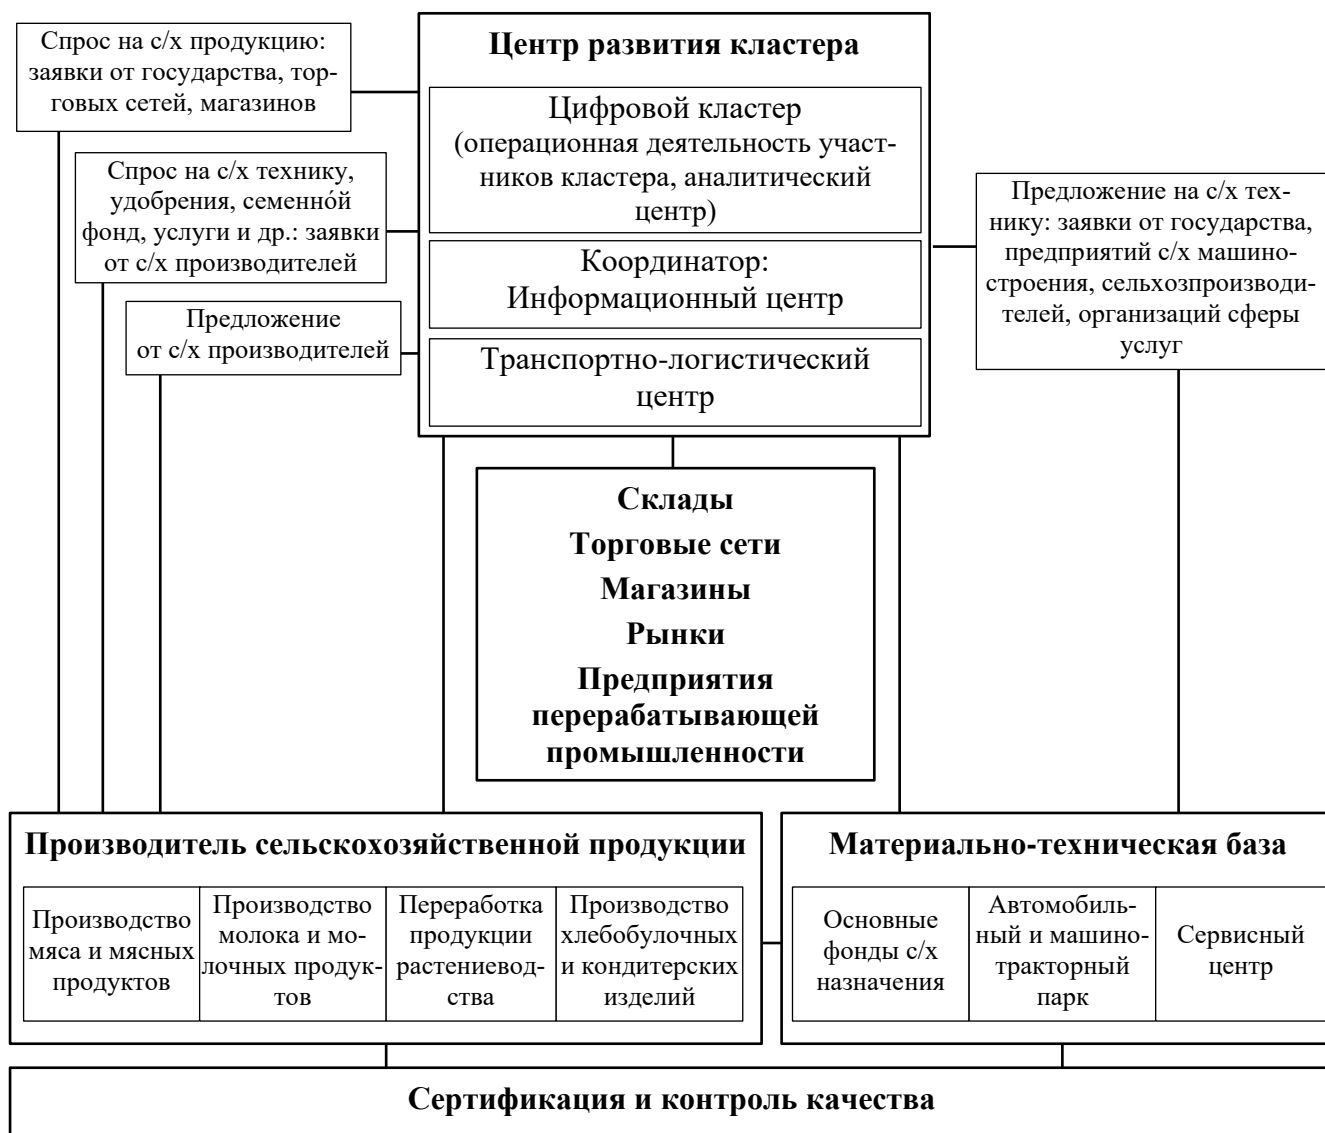 Спрос на с/х продукцию:
заявки от государства, тор-
говых сетей, магазинов
Спрос на с/х технику,
удобрения, семенно́й
фонд, услуги и др.: заявки
от с/х производителей
Предложение
от с/х производителей
Центр развития кластера
Цифровой кластер
(операционная деятельность участ-
ников кластера, аналитический
центр)
Координатор:
Информационный центр
Транспортно-логистический
центр
Предложение на с/х тех-
нику: заявки от государства,
предприятий с/х машино-
строения, сельхозпроизводи-
телей, организаций сферы
услуг
Склады
Торговые сети
Магазины
Рынки
Предприятия
перерабатывающей
промышленности
Производитель сельскохозяйственной продукции
Производство
мяса и мясных
продуктов
Производство
молока и мо-
лочных продук-
тов
Переработка
продукции
растениевод-
ства
Производство
хлебобулочных
и кондитерских
изделий
Материально-техническая база
Основные
фонды с/х
назначения
Автомобиль-
ный и машино-
тракторный
парк
Сервисный
центр
Сертификация и контроль качества